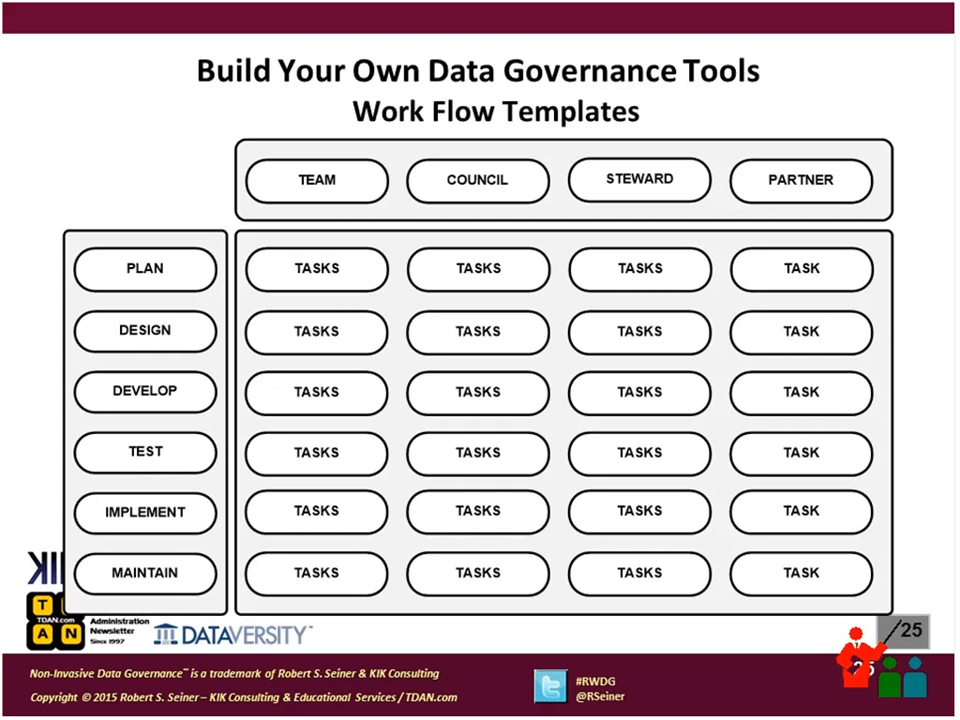 Build Your Own Data Governance Tools
Work Flow Templates
TEAM COUNCIL STEWARD PARTNER
PLAN TASKS TASKS TASKS TASK
DESIGN TASKS TASKS TASKS TASK
DEVELOP TASKS TASKS TASKS TASK
TEST TASKS TASKS TASKS TASK
IMPLEMENT TASKS TASKS TASKS TASK
MAINTAIN TASKS TASKS TASKS TASK
KI
T
TDAN.com
A N
Administration
Newsletter
Since 1997
DATAVERSITY™
/25
Non-Invasive Data Governance™ is a trademark of Robert S. Seiner & KIK Consulting
Copyright © 2015 Robert S. Seiner – KIK Consulting & Educational Services / TDAN.com
#RWDG
@RSeiner